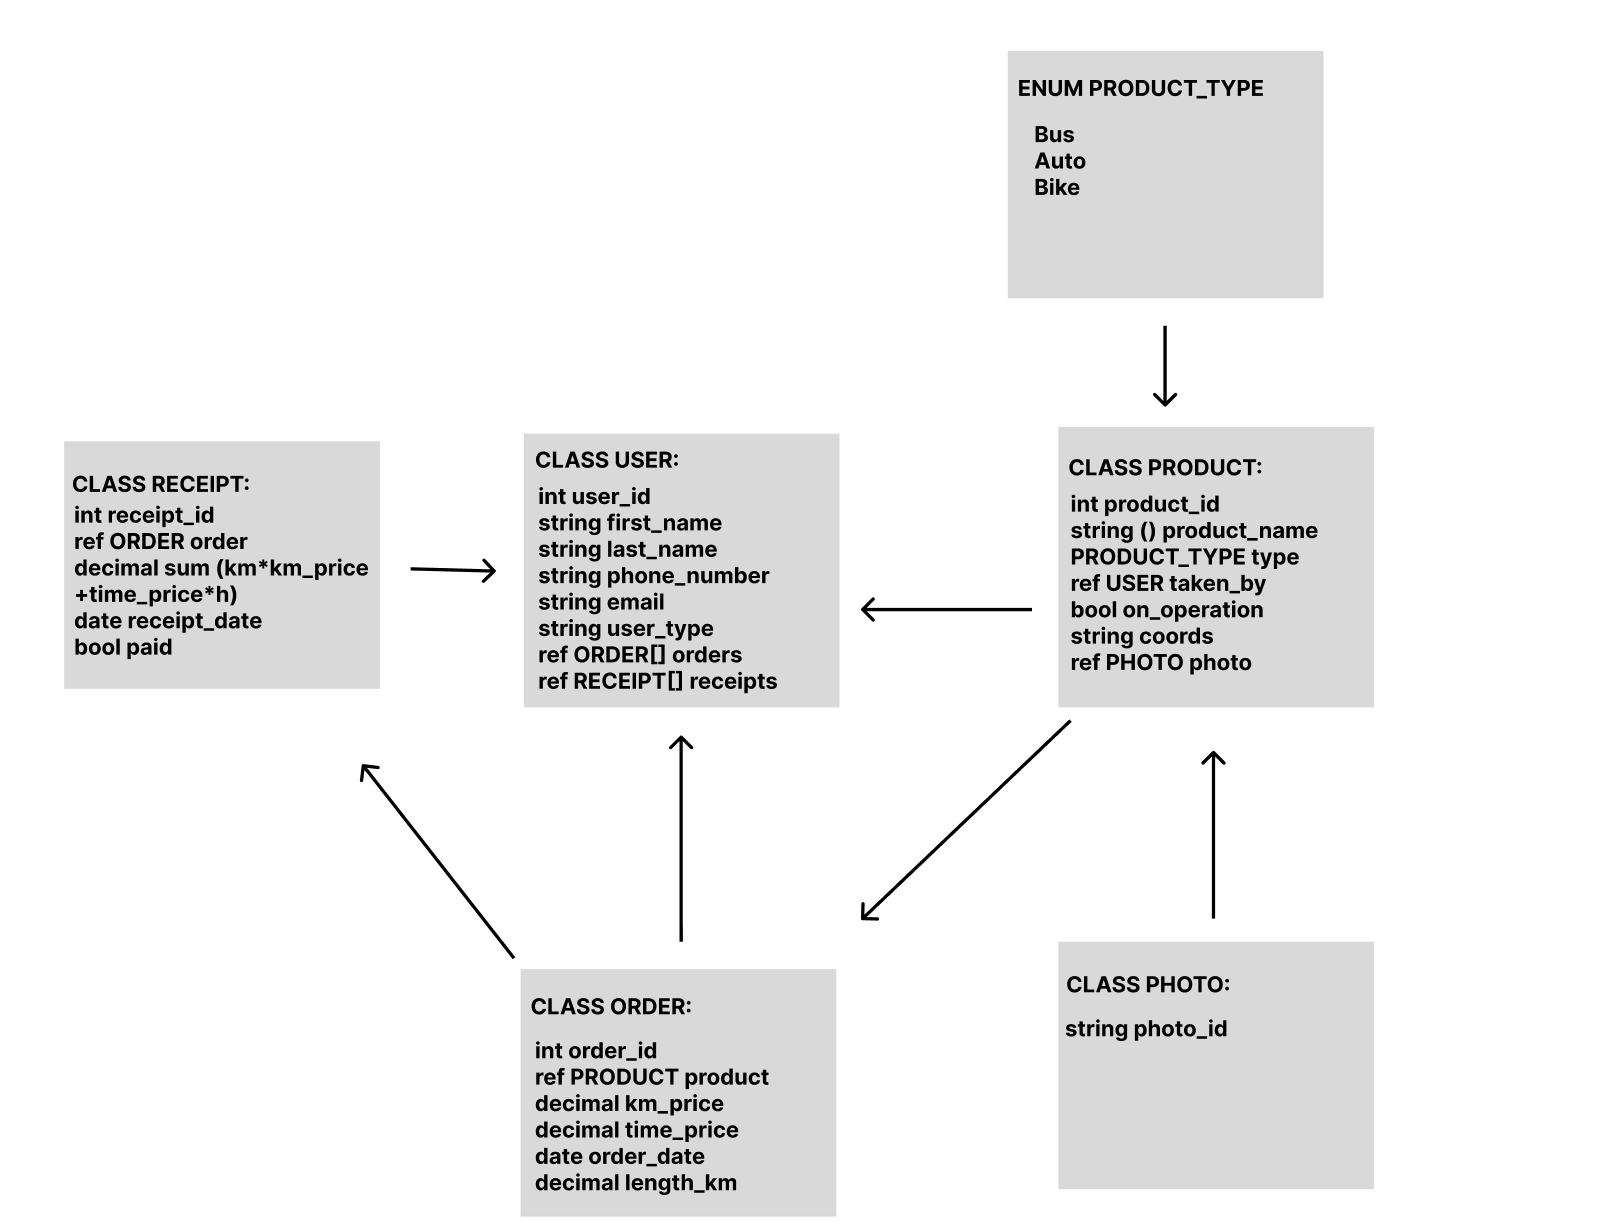 ENUM PRODUCT_TYPE
Bus
Auto
Bike
CLASS RECEIPT:
int receipt_id
ref ORDER order
decimal sum (km*km_price
+time_price*h)
date receipt_date
bool paid
CLASS USER:
int user_id
string first_name
string last_name
string phone_number
string email
string user_type
ref ORDER[] orders
ref RECEIPT[] receipts
CLASS PRODUCT:
int product_id
string () product_name
PRODUCT_TYPE type
ref USER taken_by
bool on_operation
string coords
ref PHOTO photo
CLASS ORDER:
int order_id
ref PRODUCT product
decimal km_price
decimal time_price
date order_date
decimal length_km
CLASS PHOTO:
string photo_id